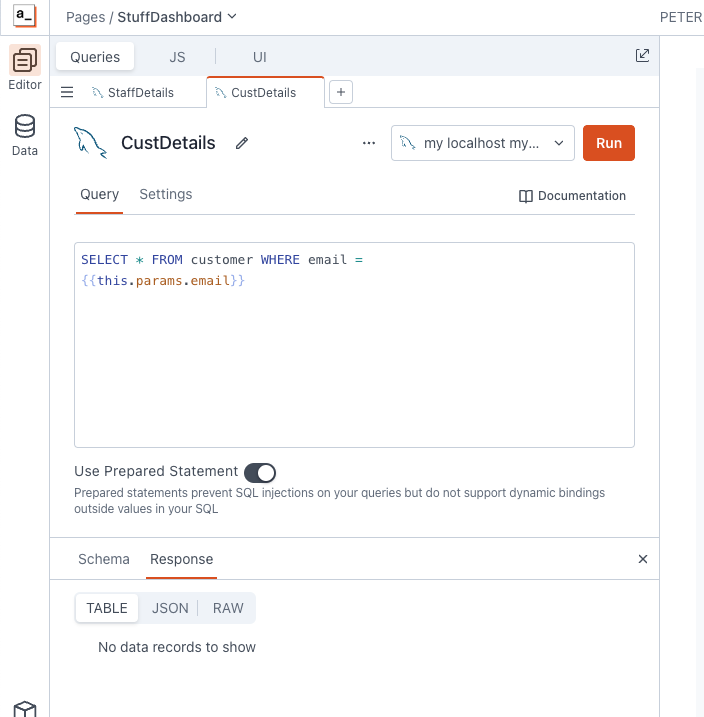 a_
Pages / StuffDashboard
PETER
Editor
Data
Queries JS UI
StaffDetails CustDetails +
CustDetails ... my localhost my... Run
Query Settings Documentation
SELECT * FROM customer WHERE email =
{{this.params.email}}
Use Prepared Statement
Prepared statements prevent SQL injections on your queries but do not support dynamic bindings
outside values in your SQL
Schema Response
TABLE JSON RAW
No data records to show